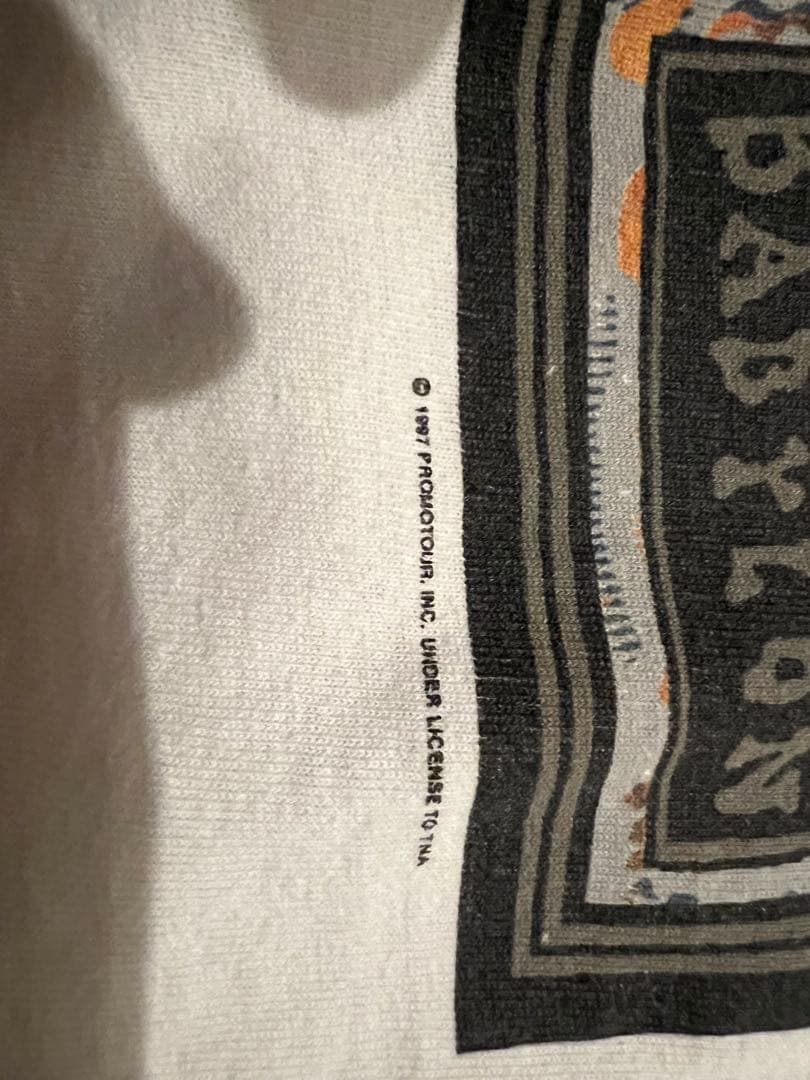 BABYLON
© 1997 PROMOTOUR, INC. UNDER LICENSE TO TNA